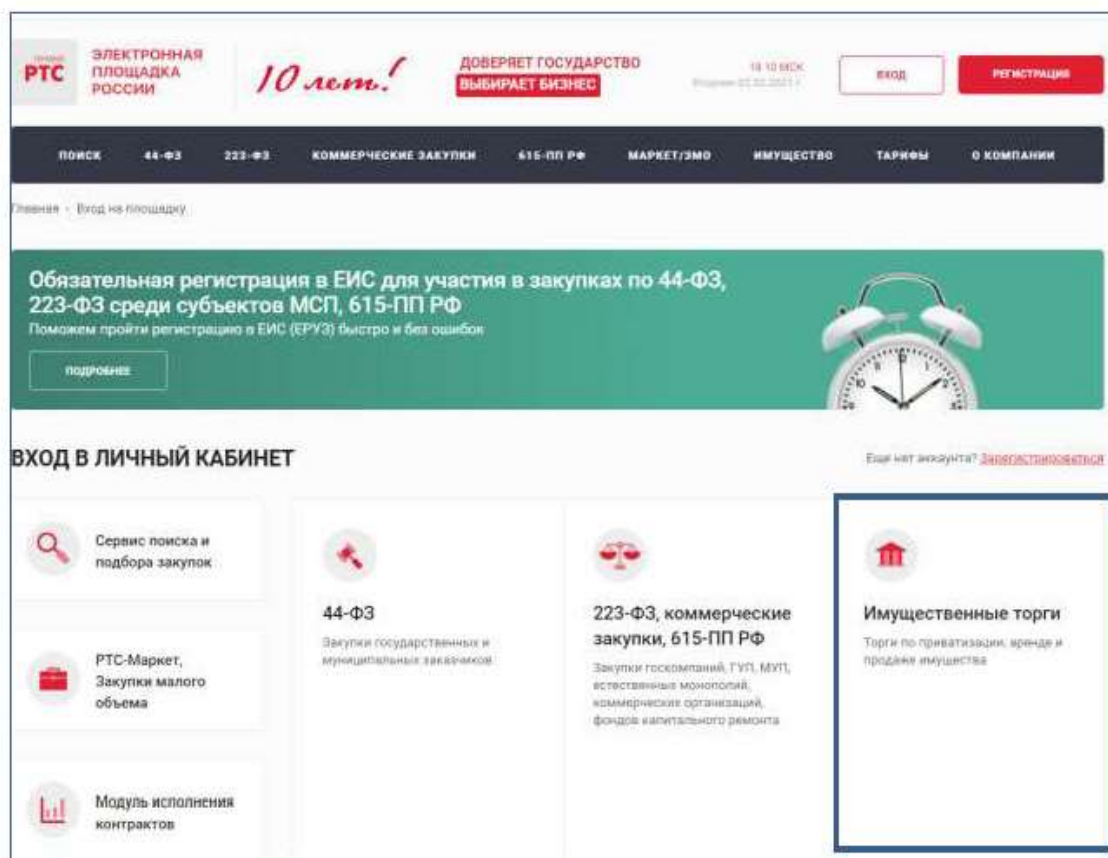 РТС
ЭЛЕКТРОННАЯ
ПЛОЩАДКА
РОССИИ
10 лет!
ДОВЕРЯЕТ ГОСУДАРСТВО
ВЫБИРАЕТ БИЗНЕС
18 10 МСК
ВХОД
РЕГИСТРАЦИЯ
ПОИСК 44-ФЗ 223-ФЗ КОММЕРЧЕСКИЕ ЗАКУПКИ 615-ПП РФ МАРКЕТ/ЗМО ИМУЩЕСТВО ТАРИФЫ О КОМПАНИИ
Главная - Вход на площадку
Обязательная регистрация в ЕИС для участия в закупках по 44-ФЗ,
223-ФЗ среди субъектов МСП, 615-ПП РФ
Поможем пройти регистрацию в ЕИС (ЕРУЗ) быстро и без ошибок
ПОДРОБНЕЕ
ВХОД В ЛИЧНЫЙ КАБИНЕТ
Еще нет аккаунта? Зарегистрироваться
Сервис поиска и
подбора закупок
РТС-Маркет,
Закупки малого
объема
Модуль исполнения
контрактов
44-ФЗ
Закупки государственных и
муниципальных заказчиков
223-ФЗ, коммерческие
закупки, 615-ПП РФ
Закупки госкомпаний, ГУП, МУП,
естественных монополий,
коммерческих организаций,
фондов капитального ремонта
Имущественные торги
Торги по приватизации, аренде и
продаже имущества